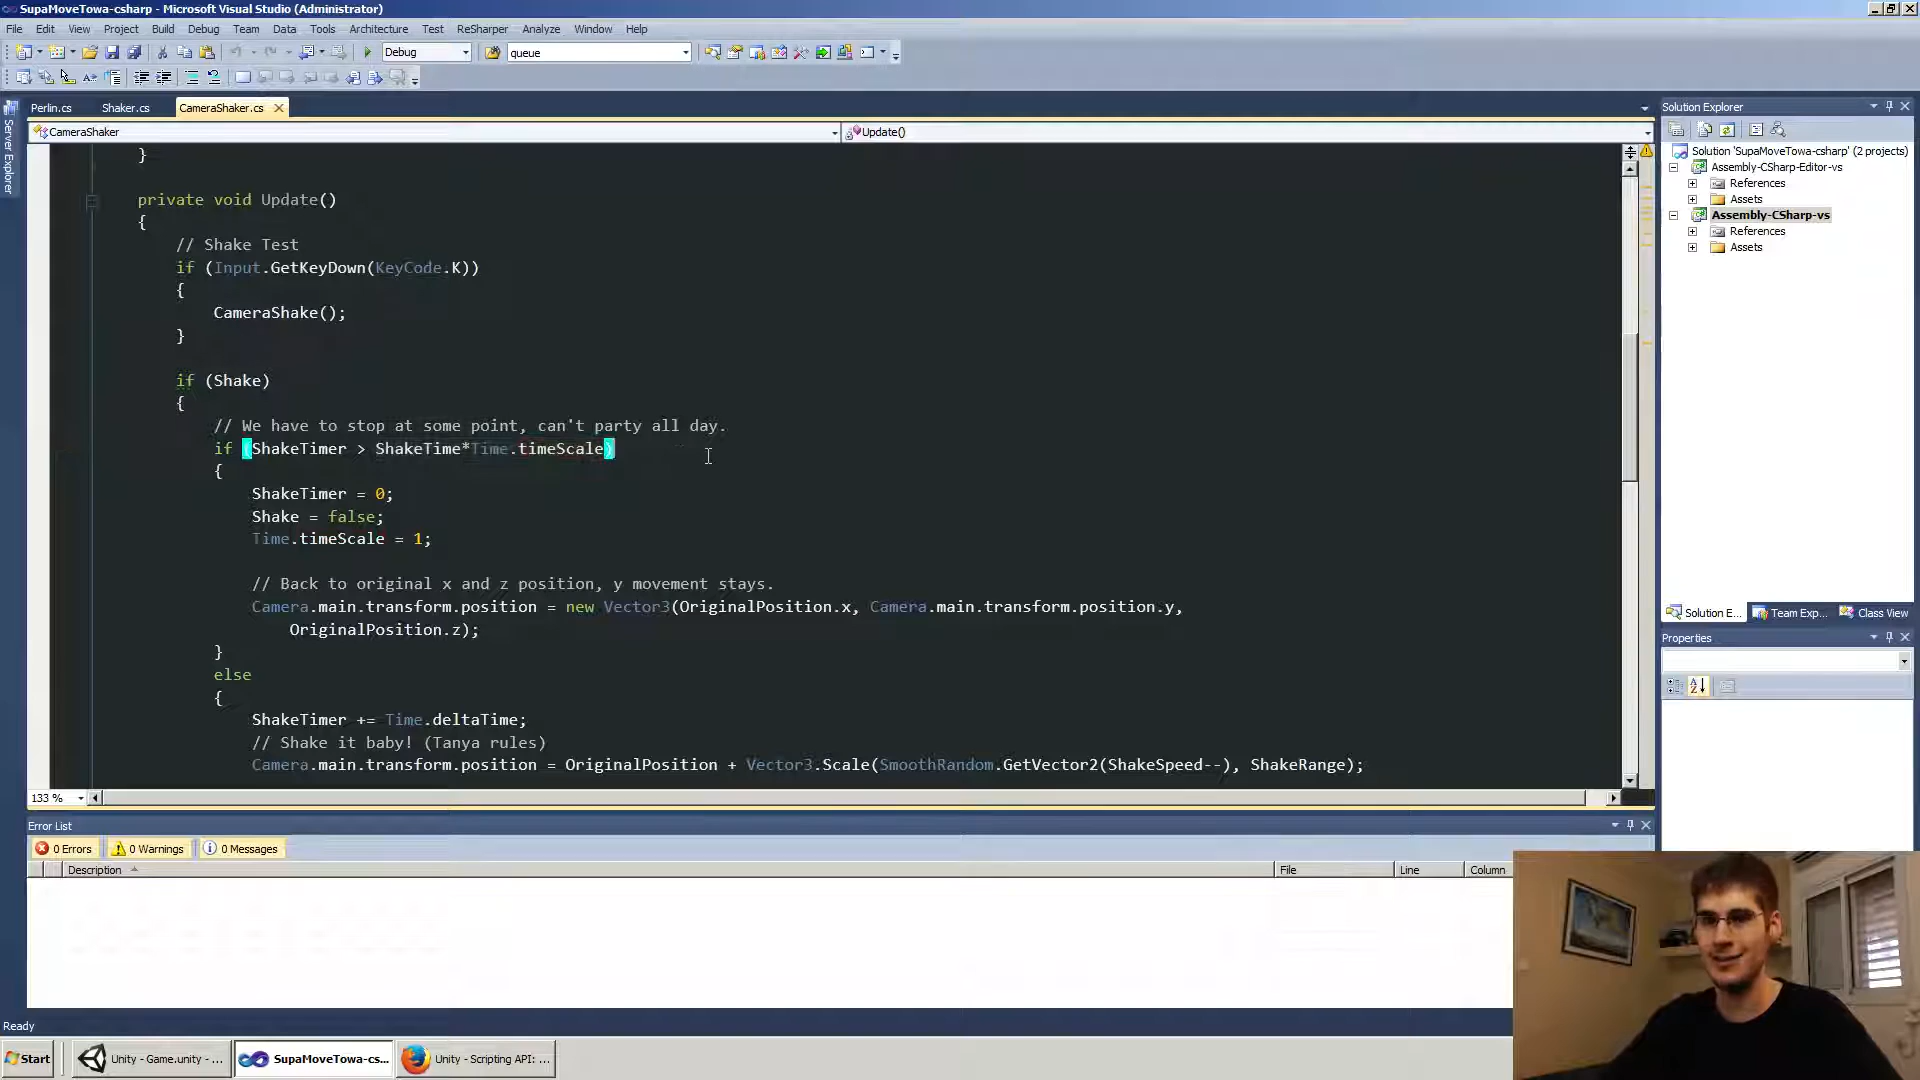 SupaMoveTowa-csharp - Microsoft Visual Studio (Administrator)
File Edit View Project Build Debug Team Data Tools Architecture Test ReSharper Analyze Window Help
Debug queue
Perlin.cs Shaker.cs CameraShaker.cs
CameraShaker Update()
Server Explorer
}
private void Update()
{
// Shake Test
if (Input.GetKeyDown(KeyCode.K))
{
CameraShake();
}
if (Shake)
{
// We have to stop at some point, can't party all day.
if (ShakeTimer > ShakeTime*Time.timeScale)
{
ShakeTimer = 0;
Shake = false;
Time.timeScale = 1;
// Back to original x and z position, y movement stays.
Camera.main.transform.position = new Vector3(OriginalPosition.x, Camera.main.transform.position.y,
OriginalPosition.z);
}
else
{
ShakeTimer += Time.deltaTime;
// Shake it baby! (Tanya rules)
Camera.main.transform.position = OriginalPosition + Vector3.Scale(SmoothRandom.GetVector2(ShakeSpeed--), ShakeRange);
133 %
Solution Explorer
Solution 'SupaMoveTowa-csharp' (2 projects)
Assembly-CSharp-Editor-vs
References
Assets
Assembly-CSharp-vs
References
Assets
Solution E... Team Exp... Class View
Properties
Error List
0 Errors 0 Warnings 0 Messages
Description File Line Column
Ready
Start Unity - Game.unity - ... SupaMoveTowa-cs... Unity - Scripting API: ...